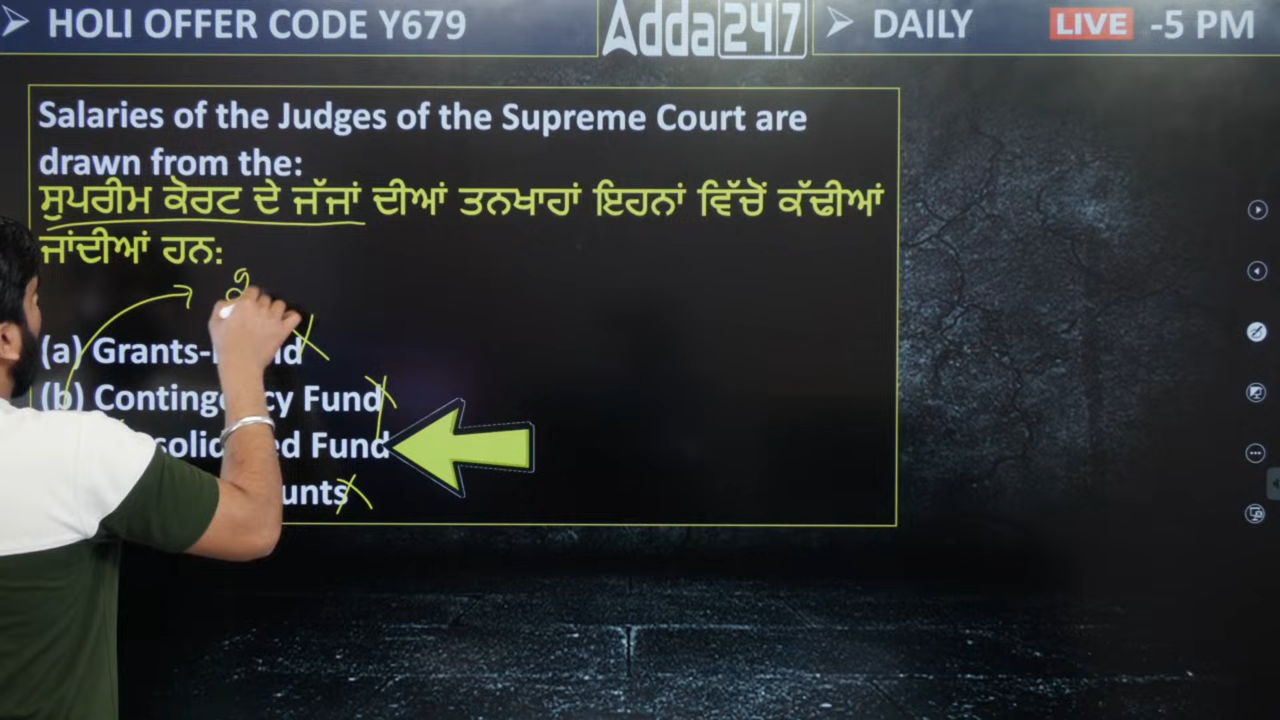 ➢ HOLI OFFER CODE Y679
Adda247
➢ DAILY LIVE -5 PM
Salaries of the Judges of the Supreme Court are
drawn from the:
ਸੁਪਰੀਮ ਕੋਰਟ ਦੇ ਜੱਜਾਂ ਦੀਆਂ ਤਨਖਾਹਾਂ ਇਹਨਾਂ ਵਿੱਚੋਂ ਕੱਢੀਆਂ
ਜਾਂਦੀਆਂ ਹਨ:
(a) Grants-
(b) Fund
Fund